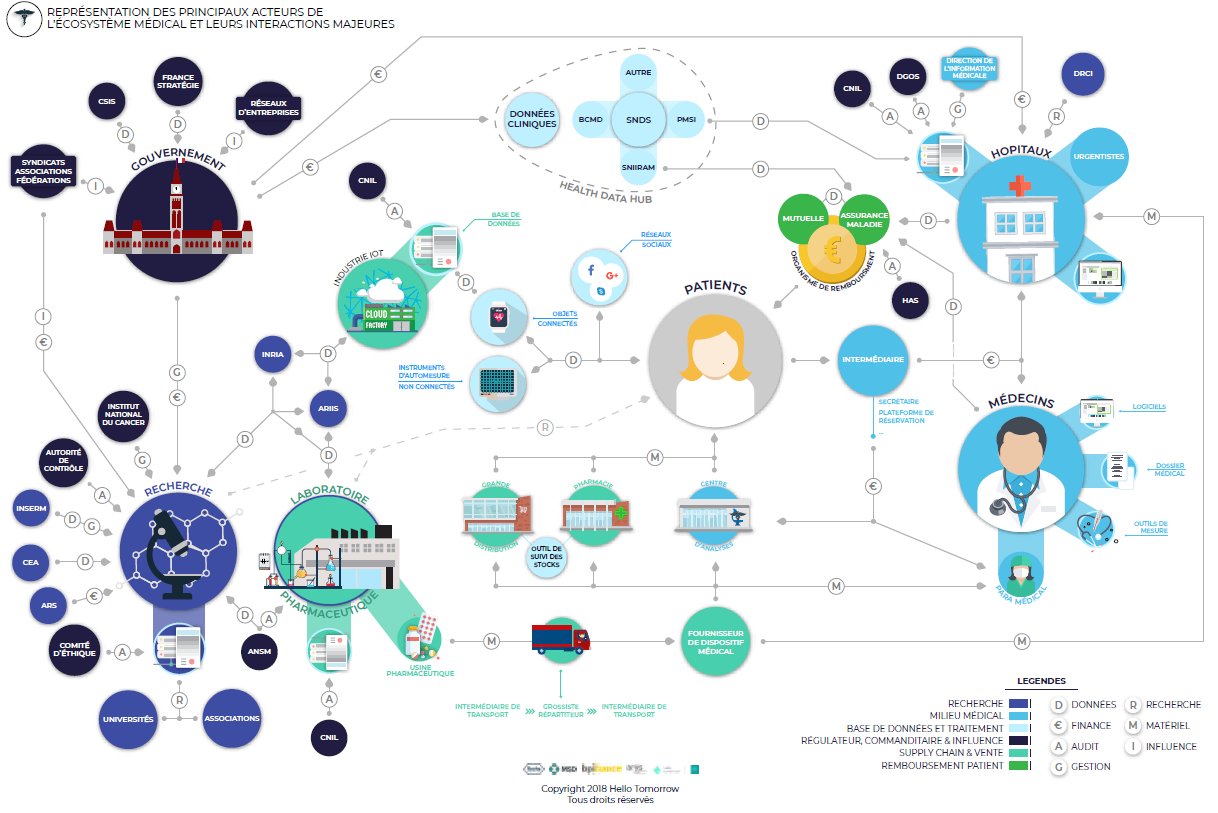 REPRÉSENTATION DES PRINCIPAUX ACTEURS DE
L'ÉCOSYSTÈME MÉDICAL ET LEURS INTERACTIONS MAJEURES
FRANCE
STRATÉGIE
CSIS
RÉSEAUX
D'ENTREPRISES
D
D
I
SYNDICATS
ASSOCIATIONS
FÉDÉRATIONS
I
GOUVERNEMENT
€
€
DONNÉES
CLINIQUES
AUTRE
BCMD
SNDS
PMSI
SNIIRAM
HEALTH DATA HUB
D
D
CNIL
DGOS
DIRECTION DE
L'INFORMATION
MÉDICALE
DRCI
A
A
G
€
R
HOPITAUX
URGENTISTES
CNIL
A
BASE DE
DONNÉES
INDUSTRIE IOT
CLOUD
FACTORY
D
RÉSEAUX
SOCIAUX
f
G+
S
OBJETS
CONNECTÉS
INSTRUMENTS
D'AUTOMESURE
NON CONNECTÉS
D
PATIENTS
MUTUELLE
D
ASSURANCE
MALADIE
€
ORGANISME DE REMBOURSMENT
A
HAS
D
M
D
INTERMÉDIAIRE
€
SECRÉTAIRE
PLATEFORME DE
RÉSERVATION
€
MÉDECINS
LOGICIELS
DOSSIER
MÉDICAL
OUTILS DE
MESURE
PARA MÉDICAL
I
€
G
€
INRIA
D
ARIIS
D
D
R
INSTITUT
NATIONAL
DU CANCER
G
AUTORITÉ
DE
CONTRÔLE
A
INSERM
D
G
CEA
D
ARS
€
RECHERCHE
COMITÉ
D'ÉTHIQUE
A
D
A
ANSM
R
UNIVERSITÉS
ASSOCIATIONS
LABORATOIRE
PHARMACEUTIQUE
A
CNIL
USINE
PHARMACEUTIQUE
M
GRANDE
DISTRIBUTION
PHARMACIE
OUTIL DE
SUIVI DES
STOCKS
CENTRE
D'ANALYSES
M
M
M
FOURNISSEUR
DE DISPOSITIF
MÉDICAL
M
INTERMÉDIAIRE DE
TRANSPORT
GROSSISTE
RÉPARTITEUR
INTERMÉDIAIRE DE
TRANSPORT
LEGENDES
RECHERCHE
MILIEU MÉDICAL
BASE DE DONNÉES ET TRAITEMENT
RÉGULATEUR, COMMANDITAIRE & INFLUENCE
SUPPLY CHAIN & VENTE
REMBOURSEMENT PATIENT
D DONNÉES R RECHERCHE
€ FINANCE M MATÉRIEL
A AUDIT I INFLUENCE
G GESTION
Roche MSD bpifrance
Copyright 2018 Hello Tomorrow
Tous droits réservés